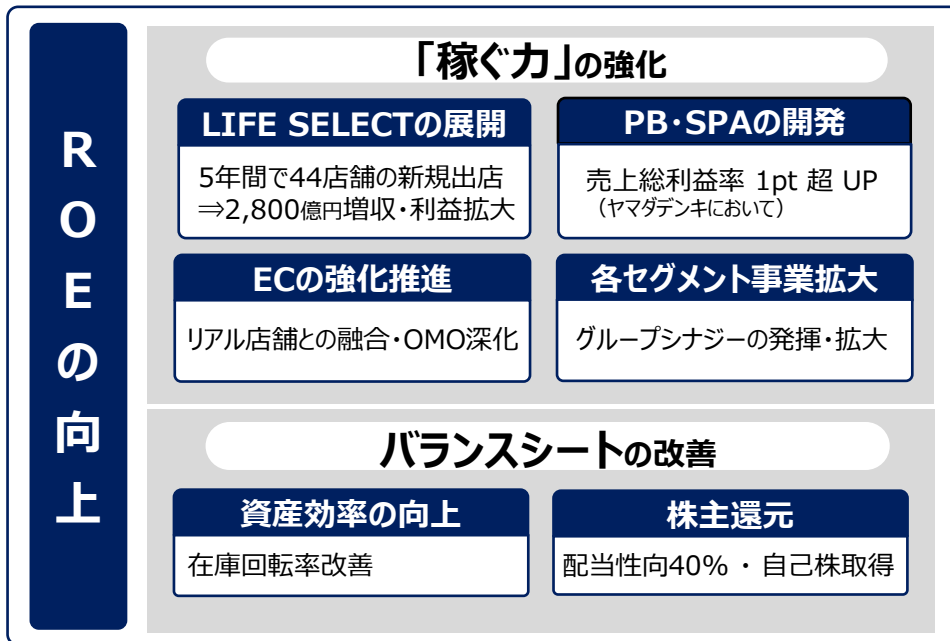 ROEの向上
「稼ぐ力」の強化
LIFE SELECTの展開
5年間で44店舗の新規出店
⇒2,800億円増収・利益拡大
PB・SPAの開発
売上総利益率 1pt 超 UP
（ヤマダデンキにおいて）
ECの強化推進
リアル店舗との融合・OMO深化
各セグメント事業拡大
グループシナジーの発揮・拡大
バランスシートの改善
資産効率の向上
在庫回転率改善
株主還元
配当性向40% ・ 自己株取得